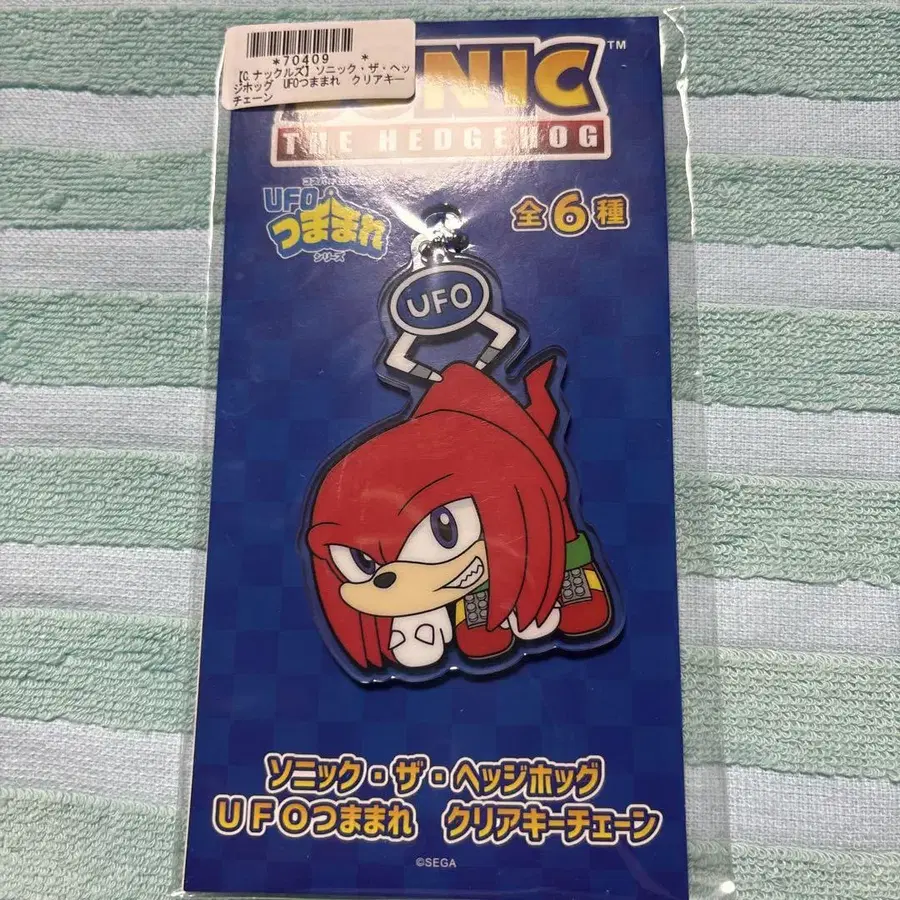 *70409 *
【C.ナックルズ】ソニック・ザ・ヘッ
ジホッグ UFOつままれ クリアキー
チェーン
SONIC™
THE HEDGEHOG
UFO
つままれ
シリーズ
全6種
UFO
ソニック・ザ・ヘッジホッグ
UFOつままれ クリアキーチェーン
©SEGA